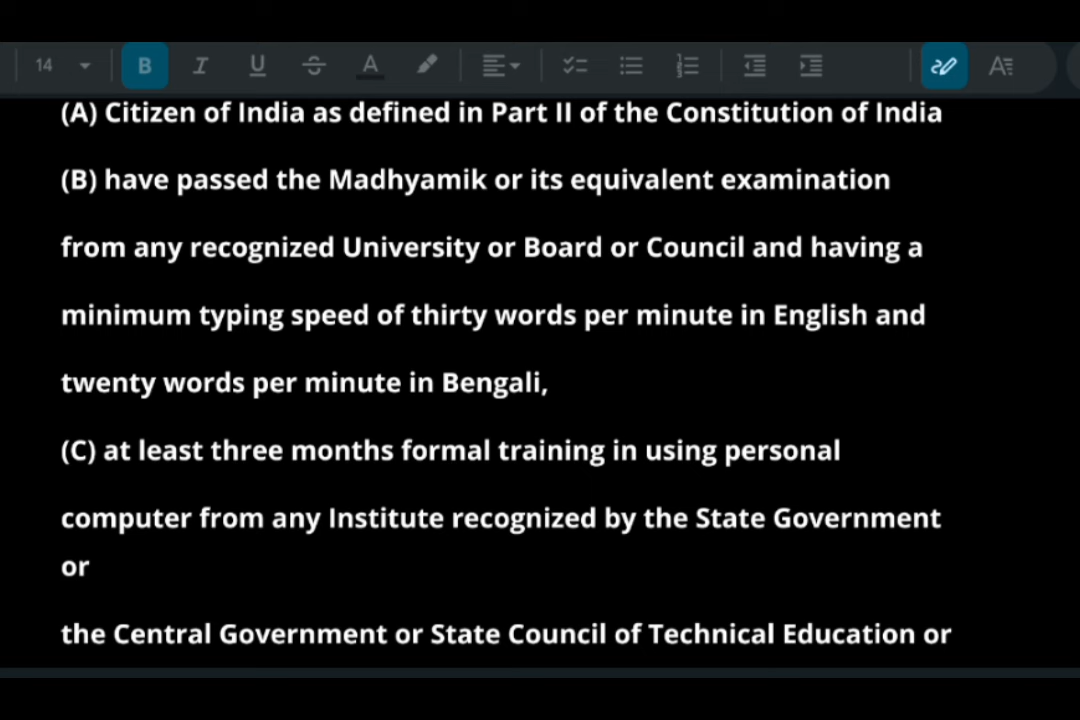 14 B I U S A A
(A) Citizen of India as defined in Part II of the Constitution of India
(B) have passed the Madhyamik or its equivalent examination
from any recognized University or Board or Council and having a
minimum typing speed of thirty words per minute in English and
twenty words per minute in Bengali,
(C) at least three months formal training in using personal
computer from any Institute recognized by the State Government
or
the Central Government or State Council of Technical Education or